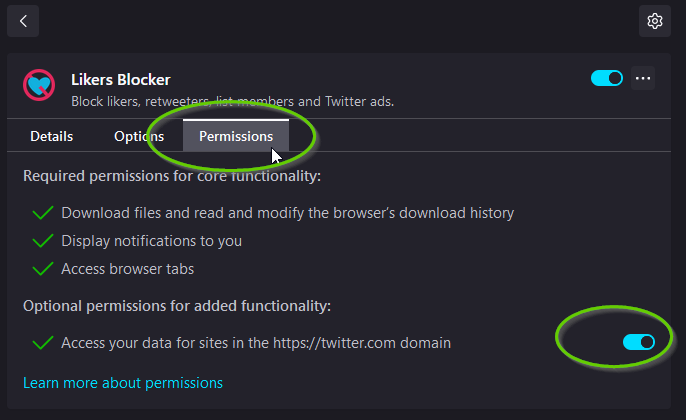 Likers Blocker
Block likers, retweeters, list members and Twitter ads.
Details Options Permissions
Required permissions for core functionality:
Download files and read and modify the browser’s download history
Display notifications to you
Access browser tabs
Optional permissions for added functionality:
Access your data for sites in the https://twitter.com domain
Learn more about permissions